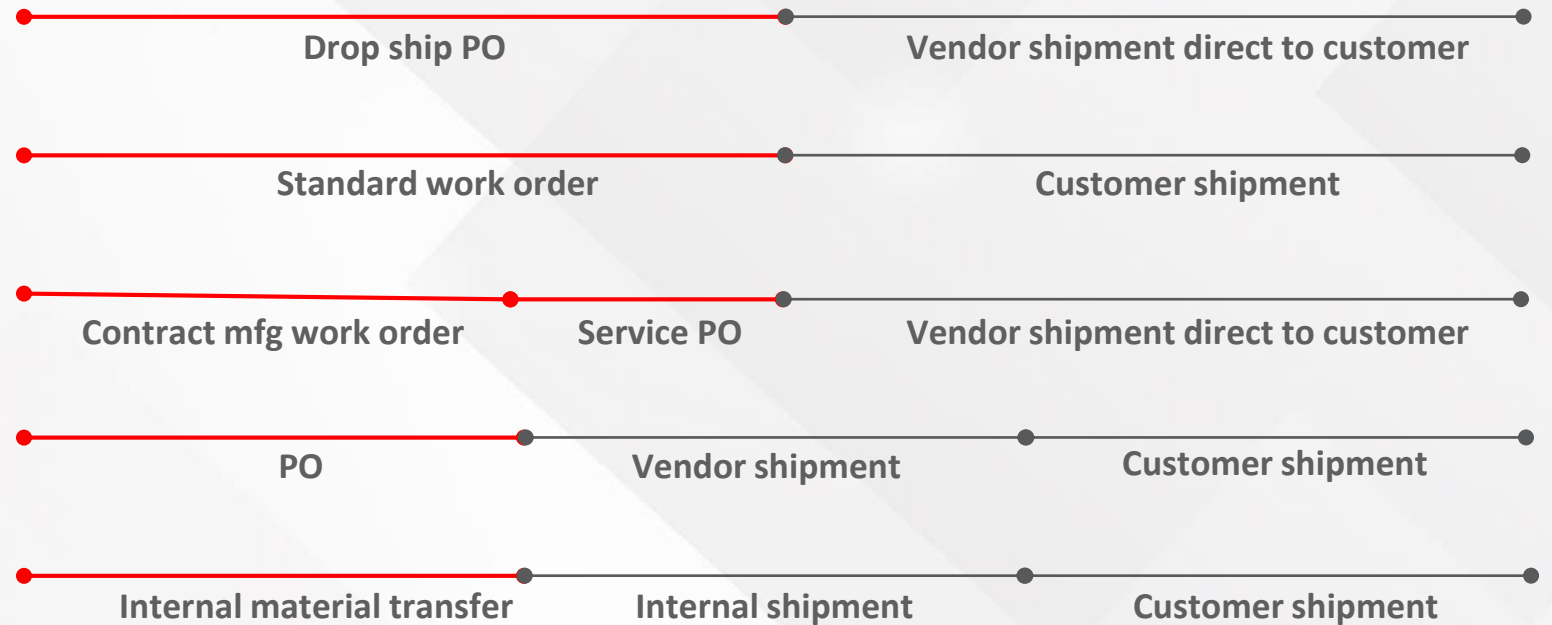 Drop ship PO Vendor shipment direct to customer
Standard work order Customer shipment
Contract mfg work order Service PO Vendor shipment direct to customer
PO Vendor shipment Customer shipment
Internal material transfer Internal shipment Customer shipment